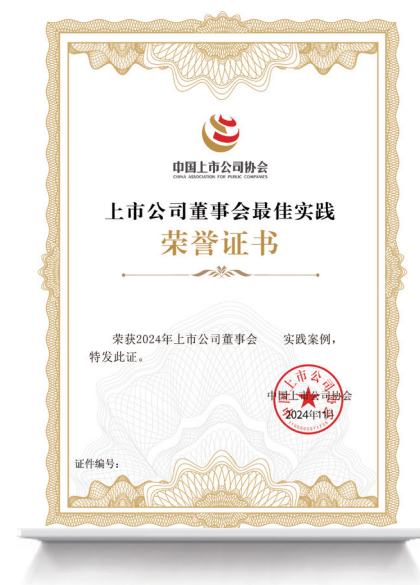 中国上市公司协会
CHINA ASSOCIATION FOR PUBLIC COMPANIES
上市公司董事会最佳实践
荣誉证书
荣获2024年上市公司董事会 实践案例，
特发此证。
中国上市公司协会
2024年11月
证件编号：